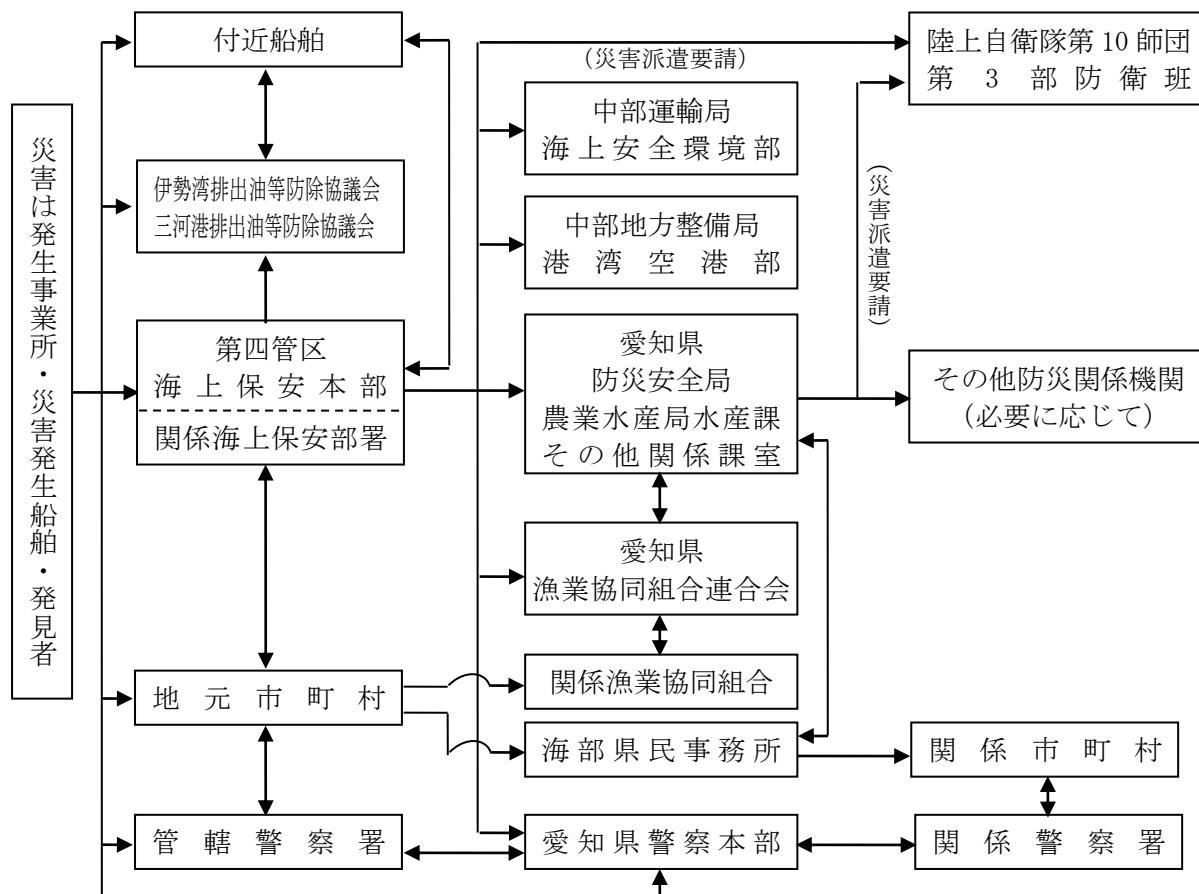 災害は発生事業所・災害発生船舶・発見者
付近船舶
伊勢湾排出油等防除協議会
三河港排出油等防除協議会
第四管区
海上保安本部
関係海上保安部署
地元市町村
管轄警察署
(災害派遣要請)
中部運輸局
海上安全環境部
中部地方整備局
港湾空港部
愛知県
防災安全局
農業水産局水産課
その他関係課室
愛知県
漁業協同組合連合会
関係漁業協同組合
海部県民事務所
愛知県警察本部
陸上自衛隊第10師団
第3部防衛班
(災害派遣要請)
その他防災関係機関
(必要に応じて)
関係市町村
関係警察署